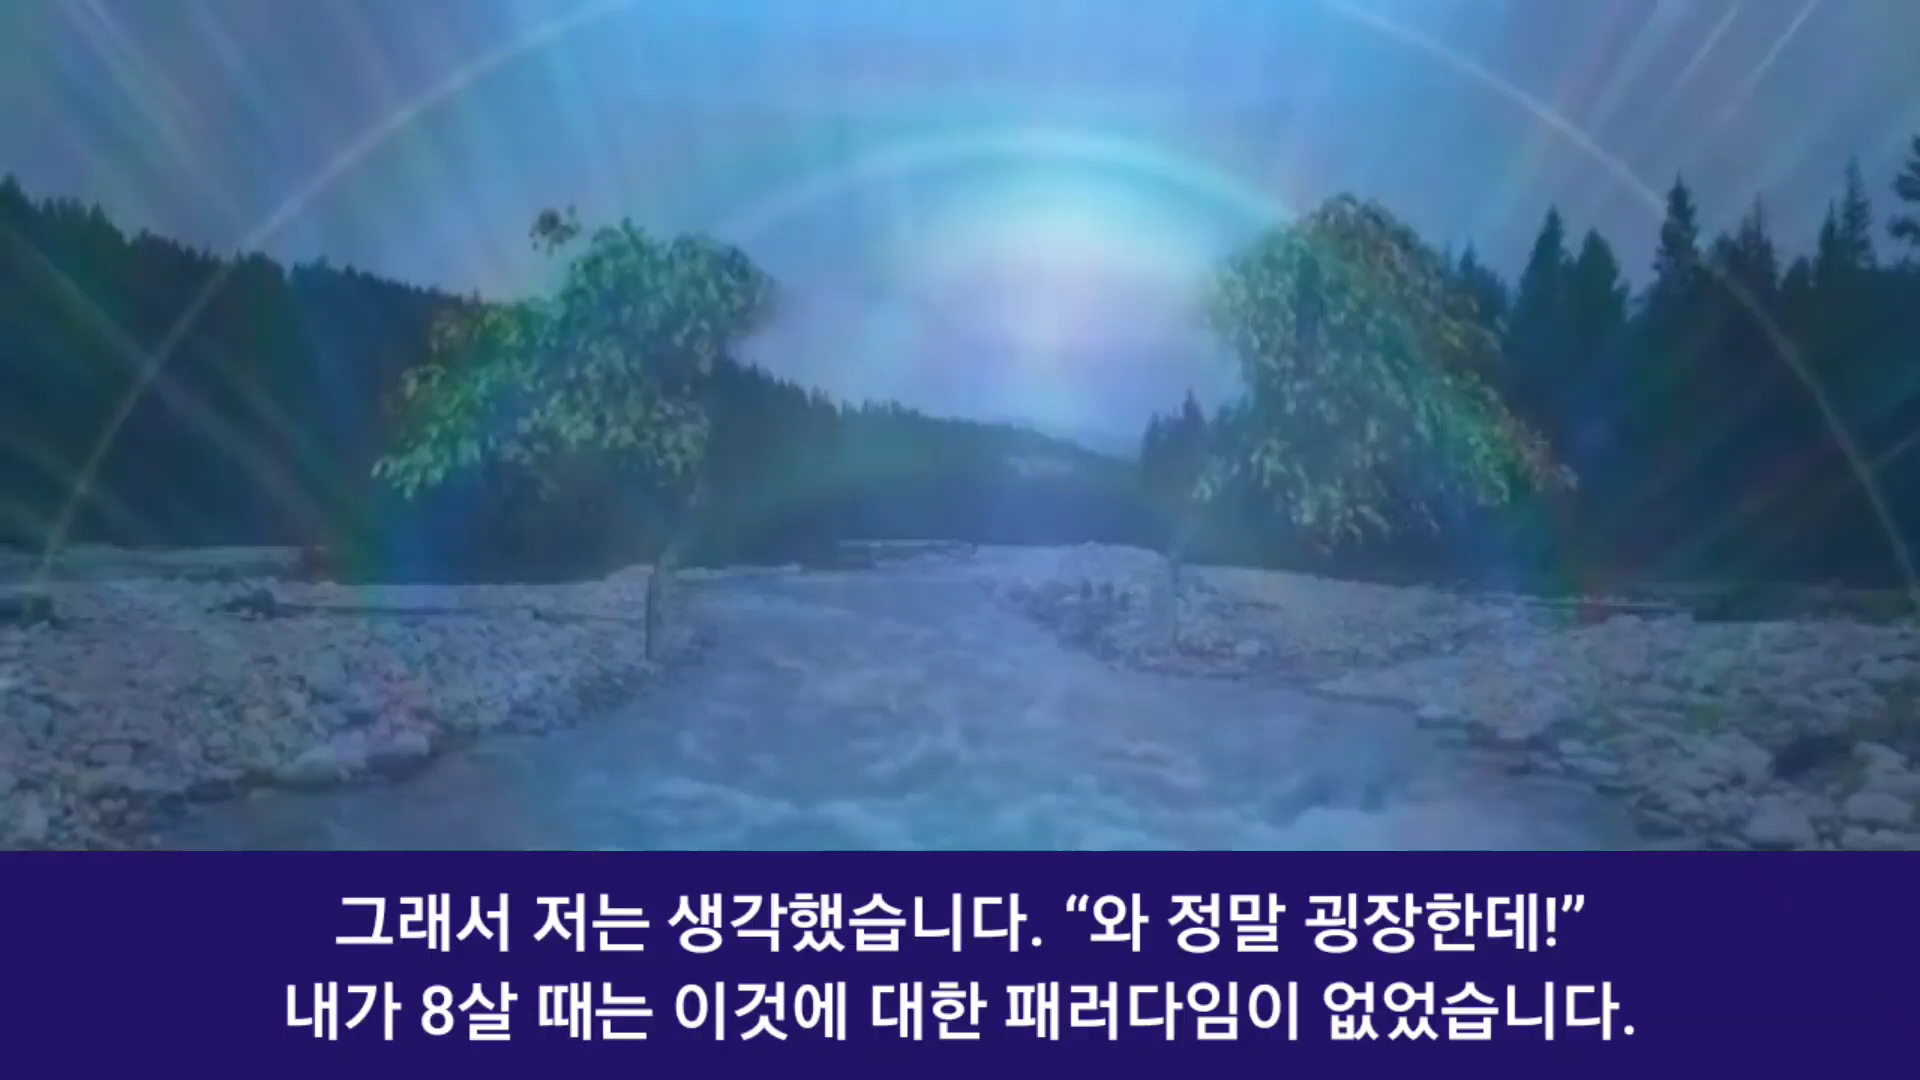 그래서 저는 생각했습니다. “와 정말 굉장한데!”
내가 8살 때는 이것에 대한 패러다임이 없었습니다.